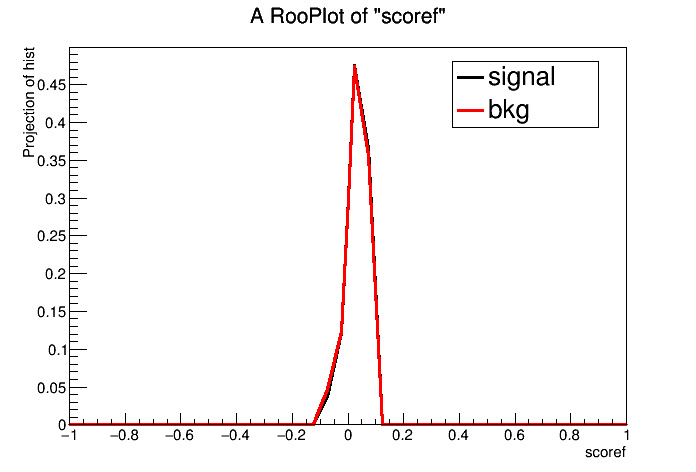 A RooPlot of "scoref"
Projection of hist
signal
bkg
0.45
0.4
0.35
0.3
0.25
0.2
0.15
0.1
0.05
0
−1 −0.8 −0.6 −0.4 −0.2 0 0.2 0.4 0.6 0.8 1
scoref